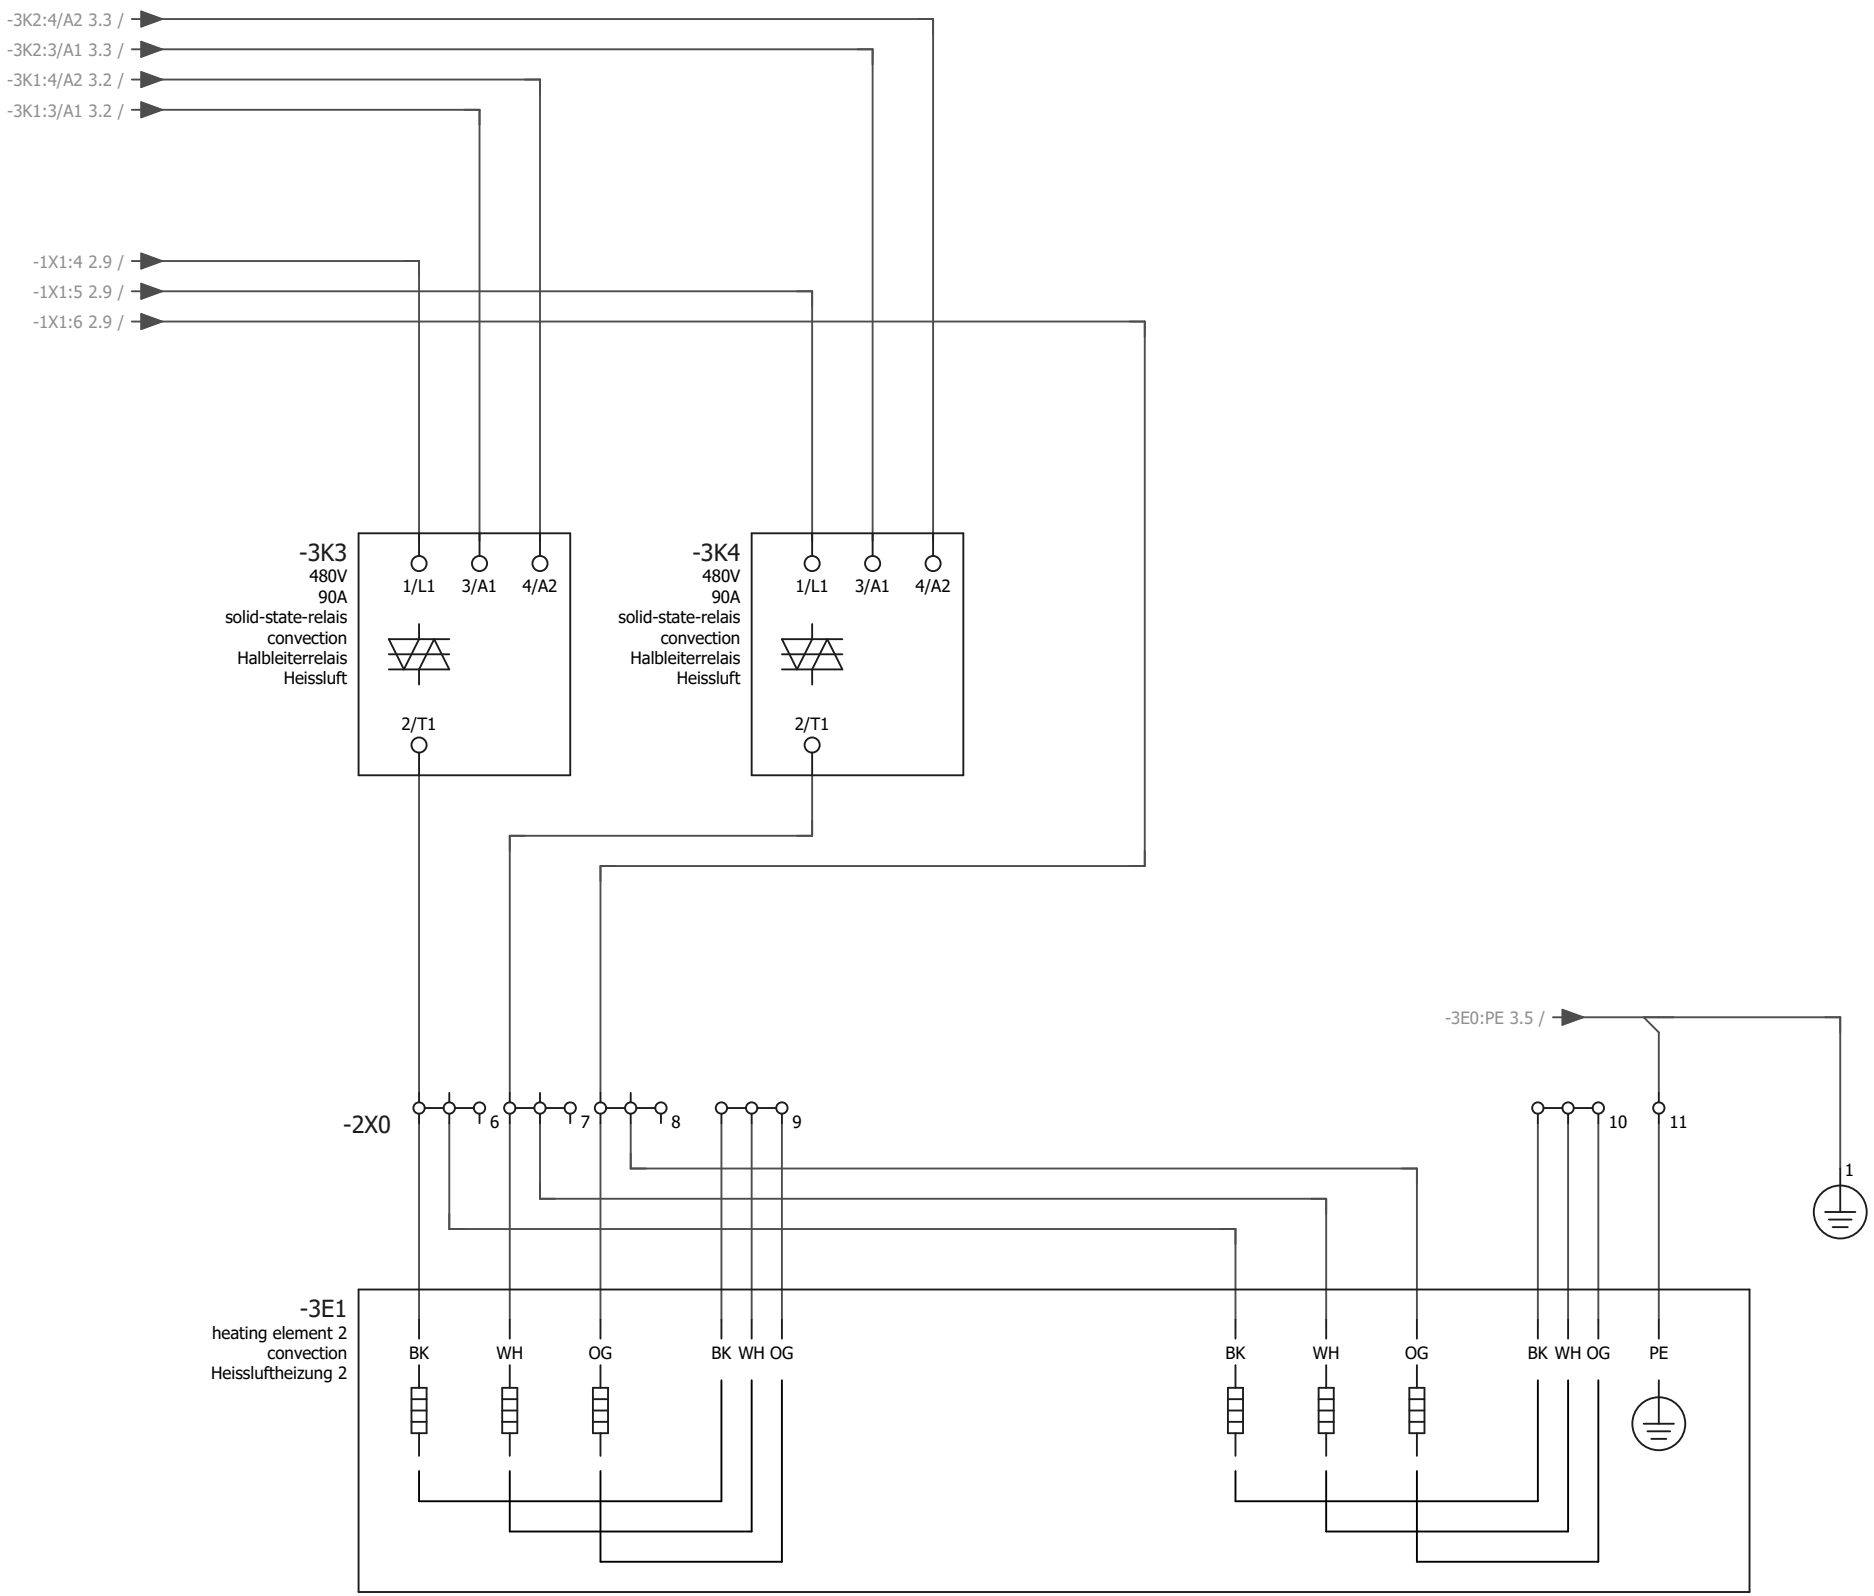 -3K2:4/A2 3.3 /
-3K2:3/A1 3.3 /
-3K1:4/A2 3.2 /
-3K1:3/A1 3.2 /
-1X1:4 2.9 /
-1X1:5 2.9 /
-1X1:6 2.9 /
-3K3
480V
90A
solid-state-relais
convection
Halbleiterrelais
Heissluft
1/L1 3/A1 4/A2
2/T1
-3K4
480V
90A
solid-state-relais
convection
Halbleiterrelais
Heissluft
1/L1 3/A1 4/A2
2/T1
-3E0:PE 3.5 /
-2X0
6 7 8 9 10 11
1
-3E1
heating element 2
convection
Heissluftheizung 2
BK WH OG BK WH OG BK WH OG BK WH OG PE